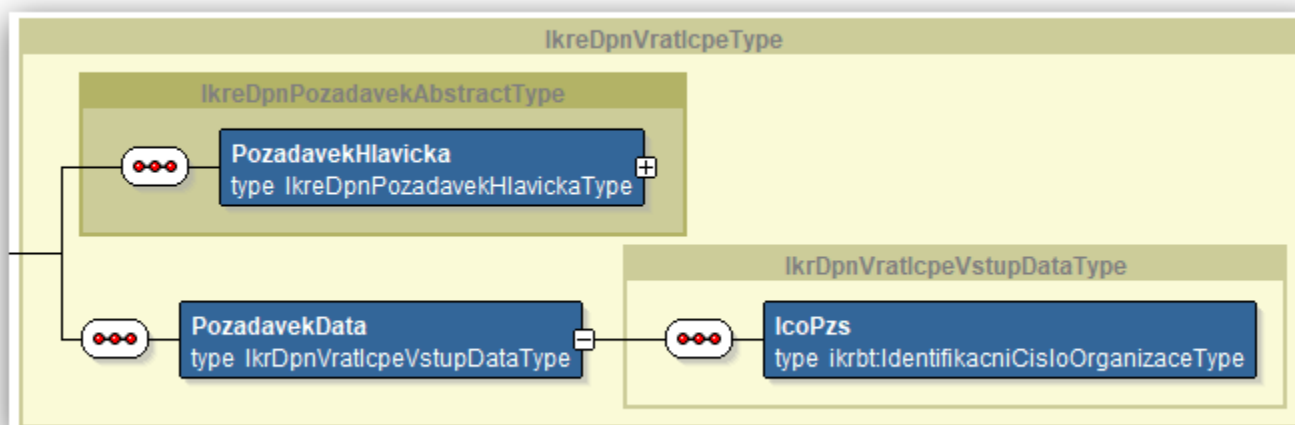 IkreDpnVratIcpeType
IkreDpnPozadavekAbstractType
PozadavekHlavicka
type IkreDpnPozadavekHlavickaType
IkrDpnVratIcpeVstupDataType
PozadavekData
type IkrDpnVratIcpeVstupDataType
IcoPzs
type ikrbt:IdentifikacniCisloOrganizaceType